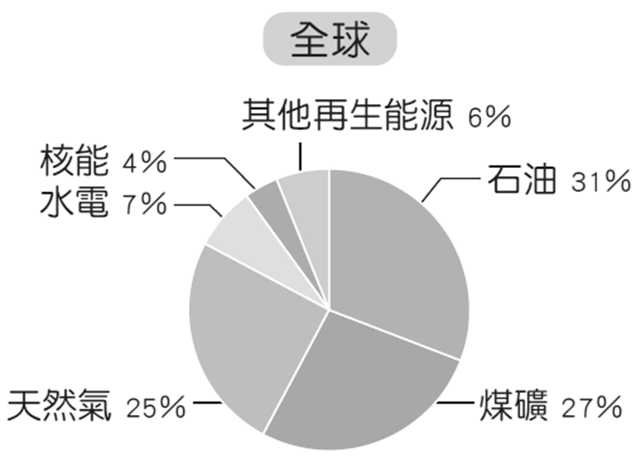 全球
其他再生能源 6%
核能 4%
水電 7%
石油 31%
天然氣 25%
煤礦 27%